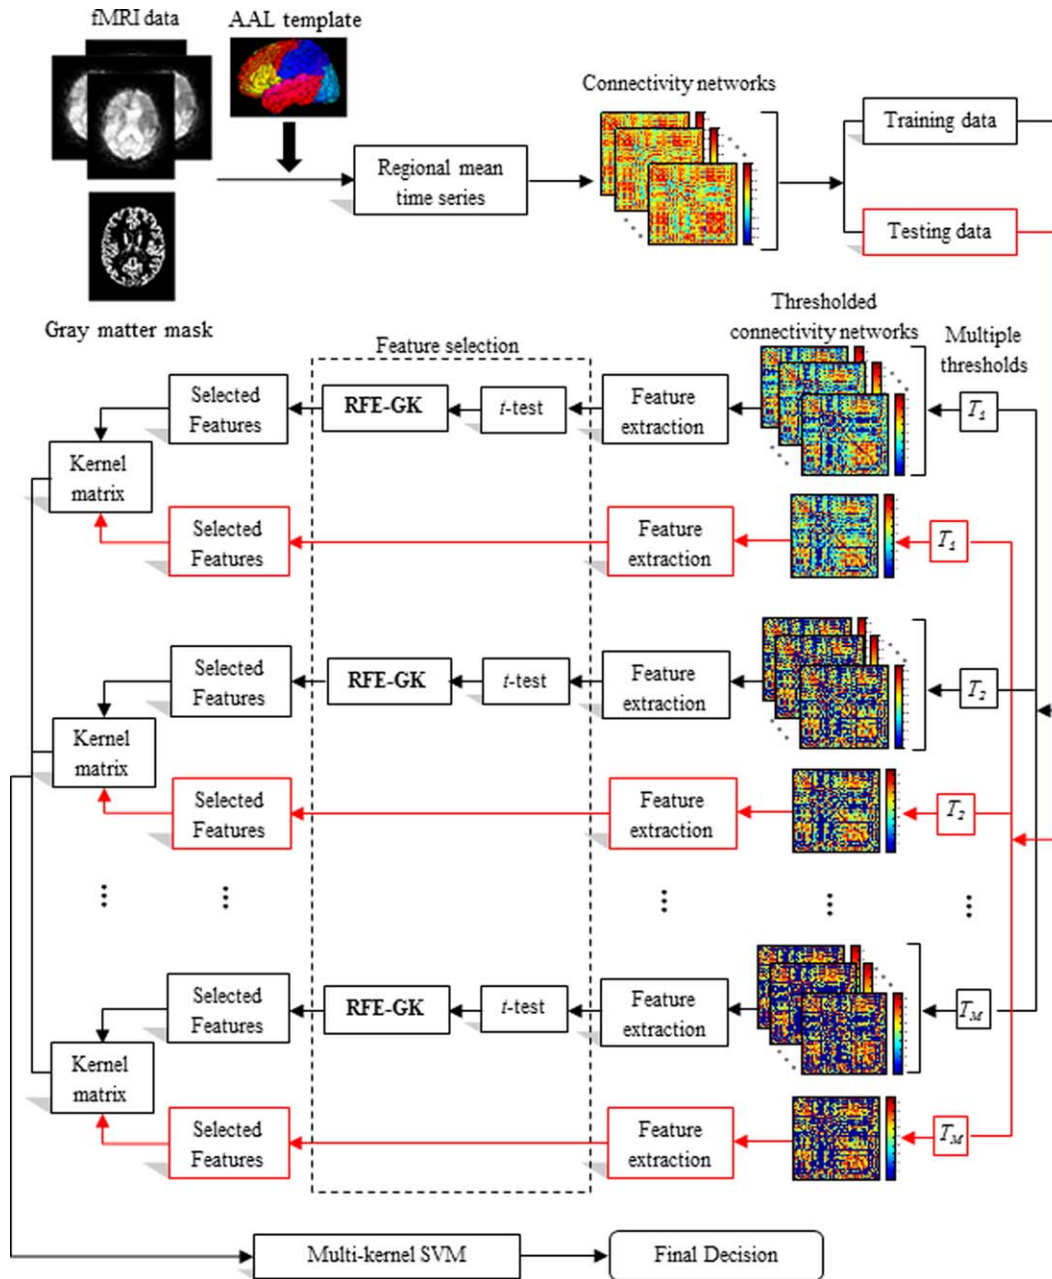 fMRI data
AAL template
Connectivity networks
Training data
Regional mean
time series
Testing data
Gray matter mask
Thresholded
connectivity networks
Multiple
thresholds
Feature selection
Selected
Features
RFE-GK
t-test
Feature
extraction
T1
Kernel
matrix
Selected
Features
Feature
extraction
T1
Selected
Features
RFE-GK
t-test
Feature
extraction
T2
Kernel
matrix
Selected
Features
Feature
extraction
T2
Selected
Features
RFE-GK
t-test
Feature
extraction
TM
Kernel
matrix
Selected
Features
Feature
extraction
TM
Multi-kernel SVM
Final Decision